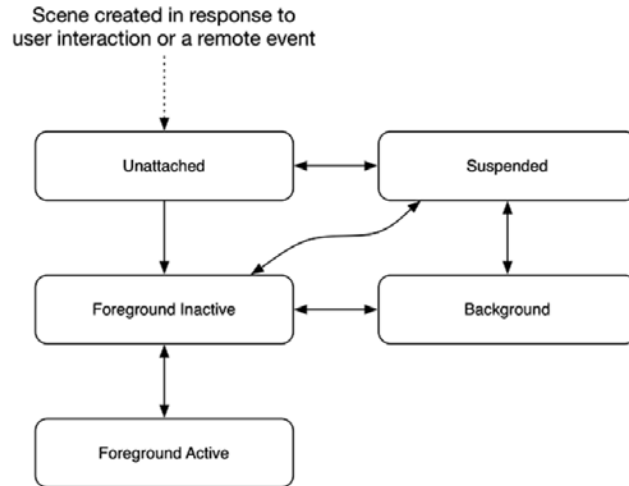 Scene created in response to
user interaction or a remote event
Unattached
Suspended
Foreground Inactive
Background
Foreground Active